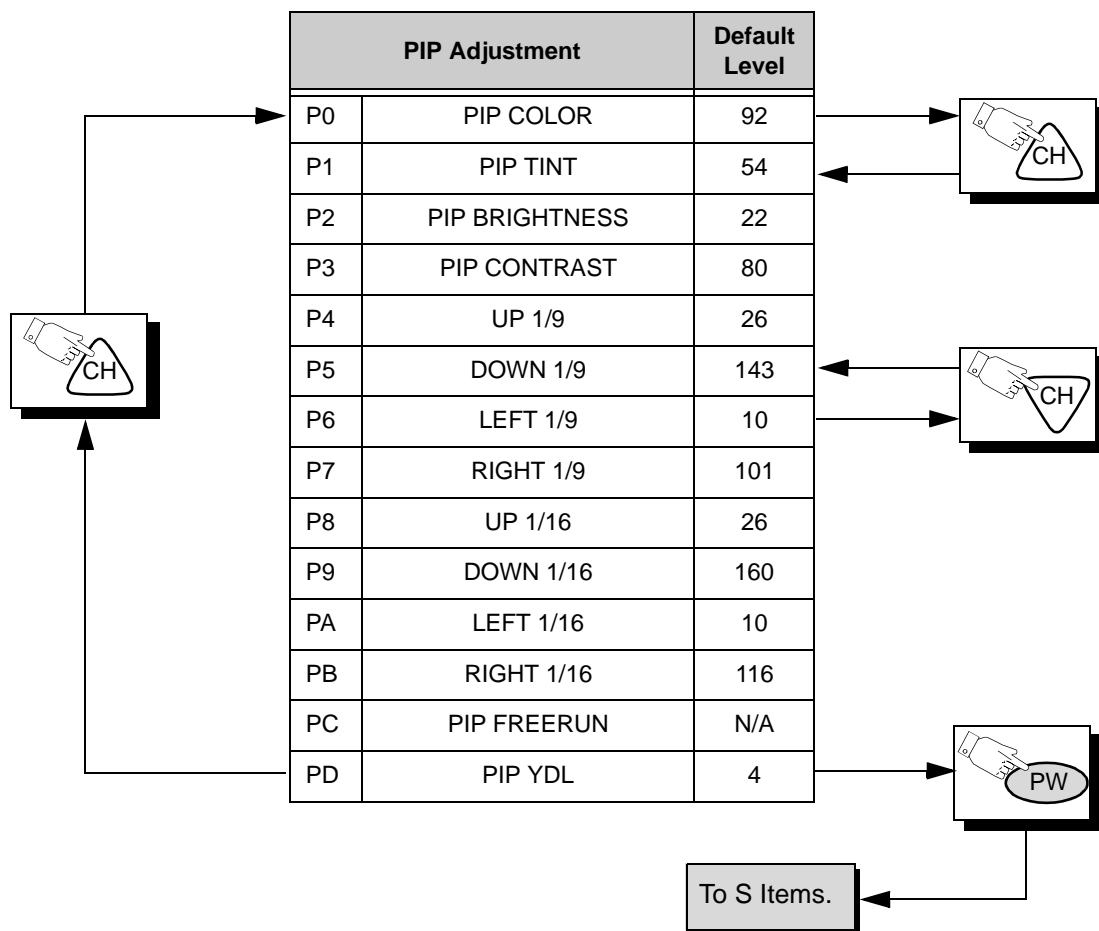 PIP Adjustment Default Level
P0 PIP COLOR 92
P1 PIP TINT 54
P2 PIP BRIGHTNESS 22
P3 PIP CONTRAST 80
P4 UP 1/9 26
P5 DOWN 1/9 143
P6 LEFT 1/9 10
P7 RIGHT 1/9 101
P8 UP 1/16 26
P9 DOWN 1/16 160
PA LEFT 1/16 10
PB RIGHT 1/16 116
PC PIP FREERUN N/A
PD PIP YDL 4
CH
CH
CH
PW
To S Items.